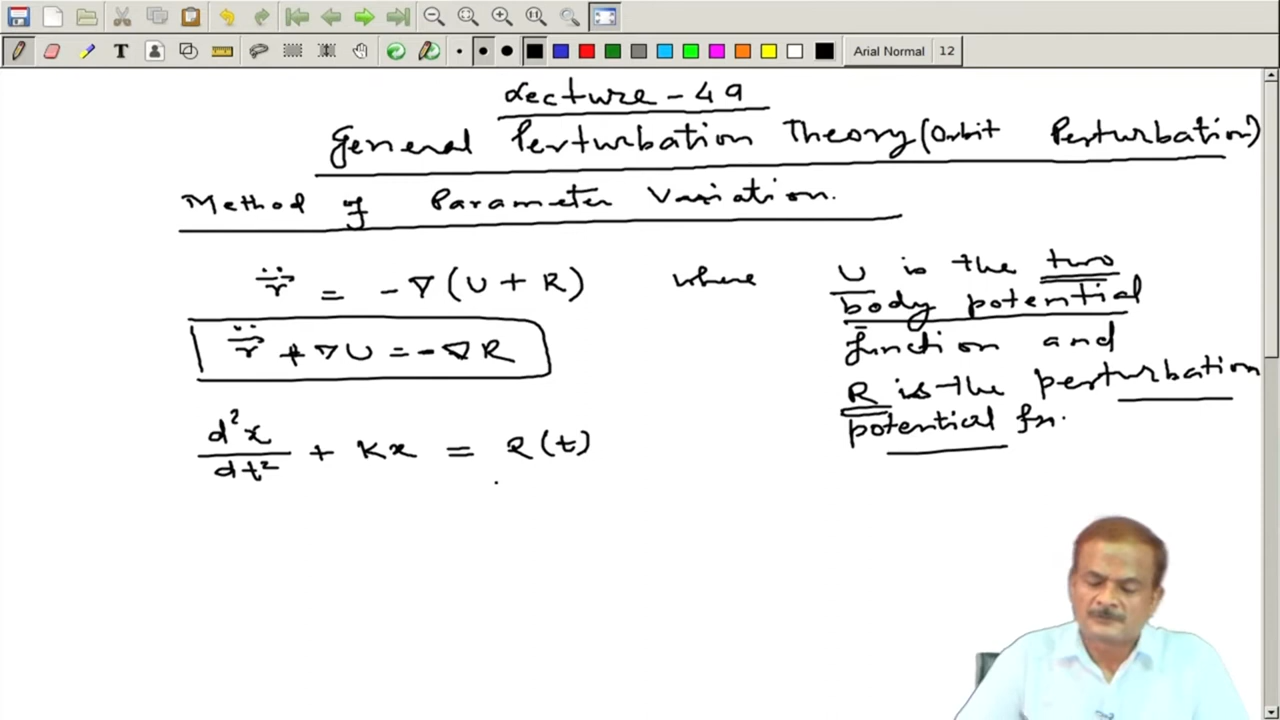 Arial Normal 12
Lecture - 49
General Perturbation Theory (Orbit Perturbation)
Method of Parameter Variation.
r̈⃗ = -∇(U + R) where U is the two
body potential
function and
R is the perturbation
potential fn.
r̈⃗ + ∇U = -∇R
d²x/dt² + Kx = R(t)